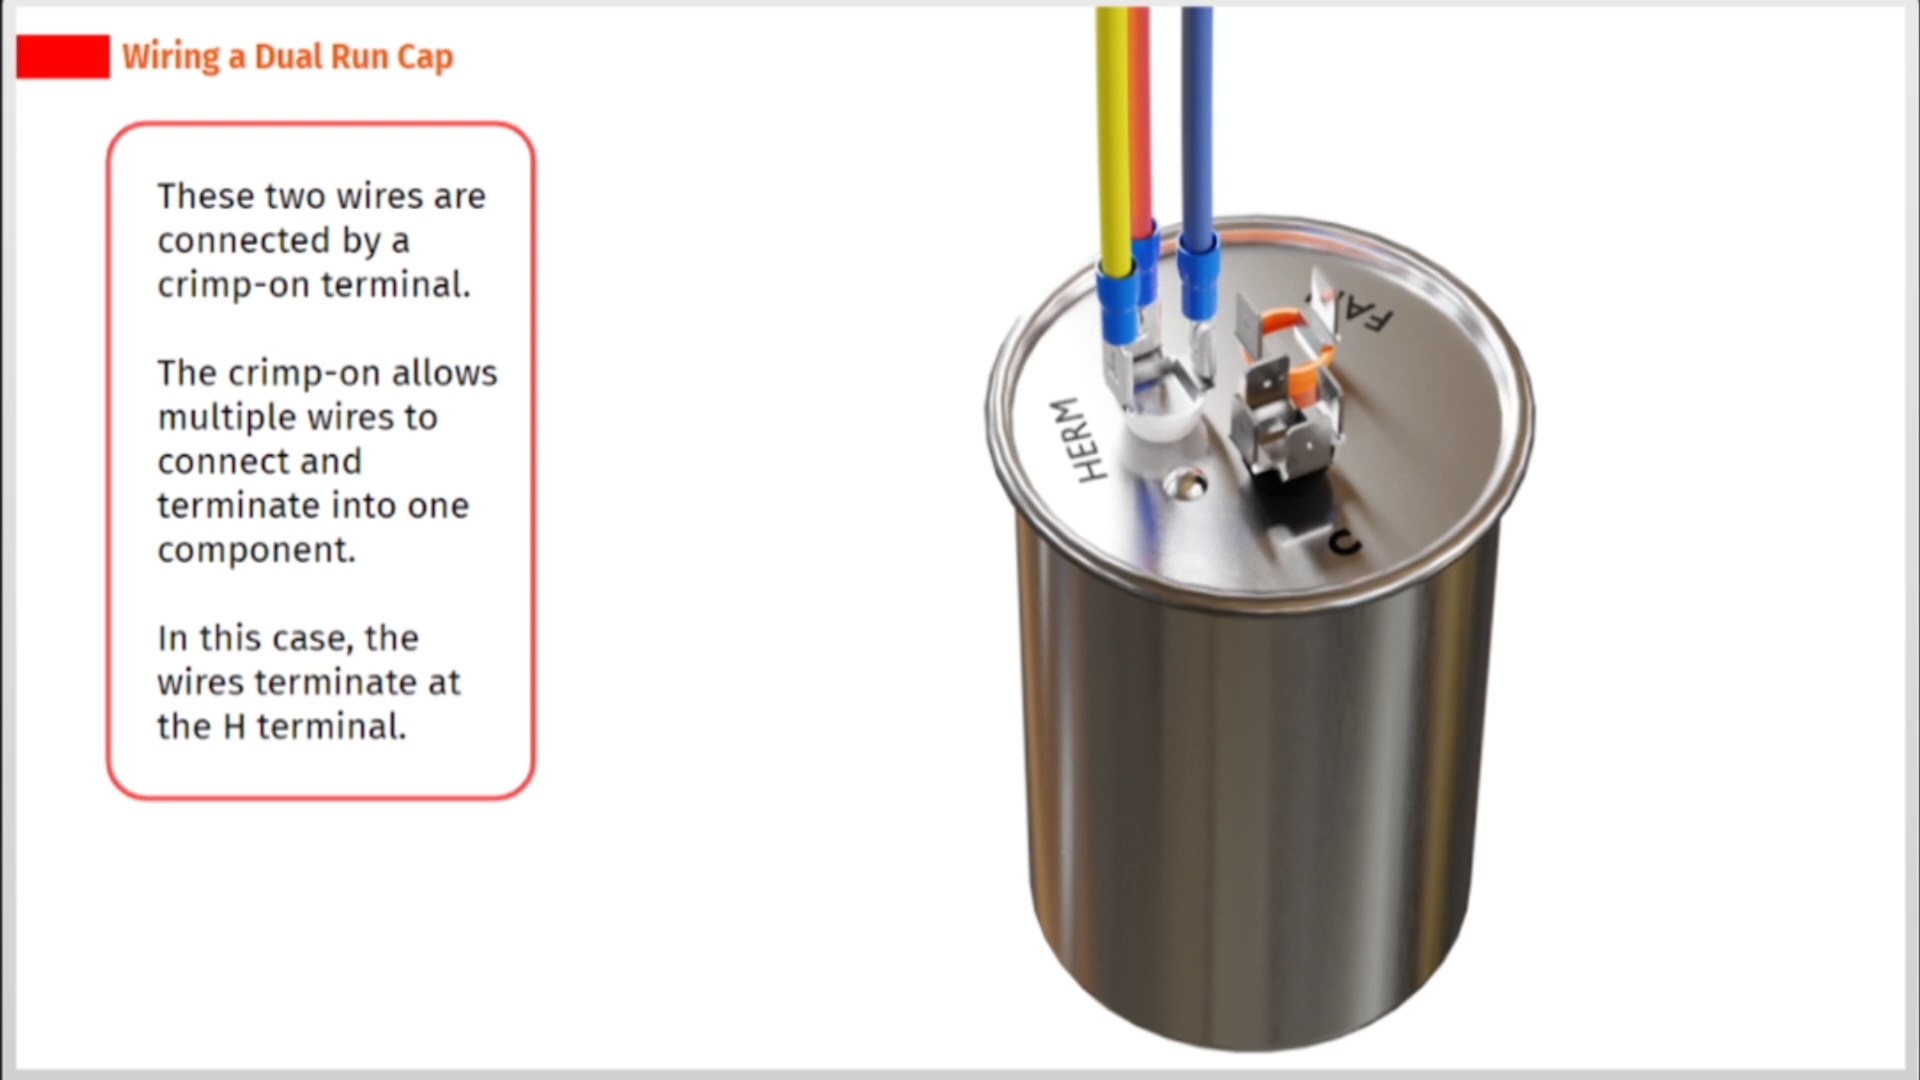 Wiring a Dual Run Cap
These two wires are
connected by a
crimp-on terminal.
The crimp-on allows
multiple wires to
connect and
terminate into one
component.
In this case, the
wires terminate at
the H terminal.
HERM
C